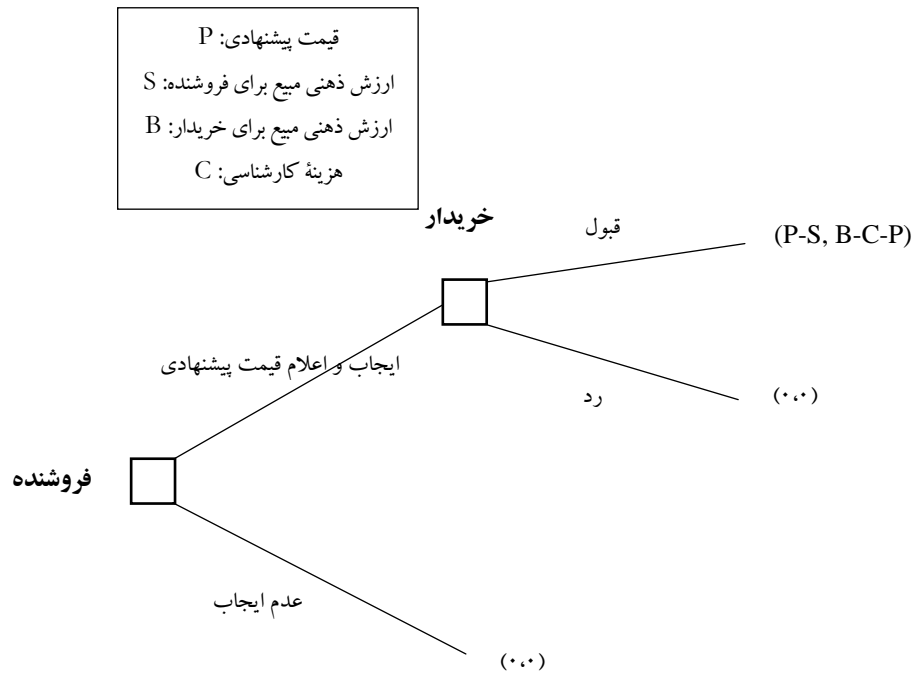 قیمت پیشنهادی: P
ارزش ذهنی مبیع برای فروشنده: S
ارزش ذهنی مبیع برای خریدار: B
هزینۀ کارشناسی: C
خریدار
قبول
(P-S, B-C-P)
ایجاب و اعلام قیمت پیشنهادی
رد
(۰،۰)
فروشنده
عدم ایجاب
(۰،۰)